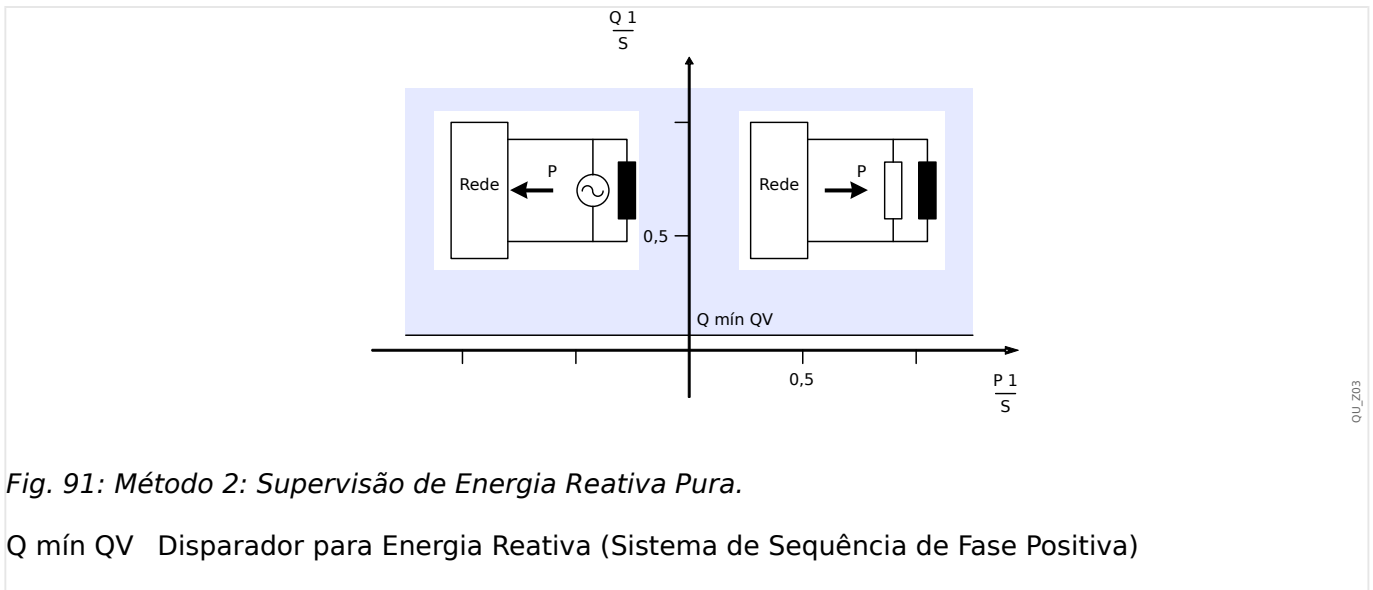 Q 1
S
Rede
P
Rede
P
0,5
Q mín QV
0,5
P 1
S
QU_Z03
Fig. 91: Método 2: Supervisão de Energia Reativa Pura.
Q mín QV Disparador para Energia Reativa (Sistema de Sequência de Fase Positiva)